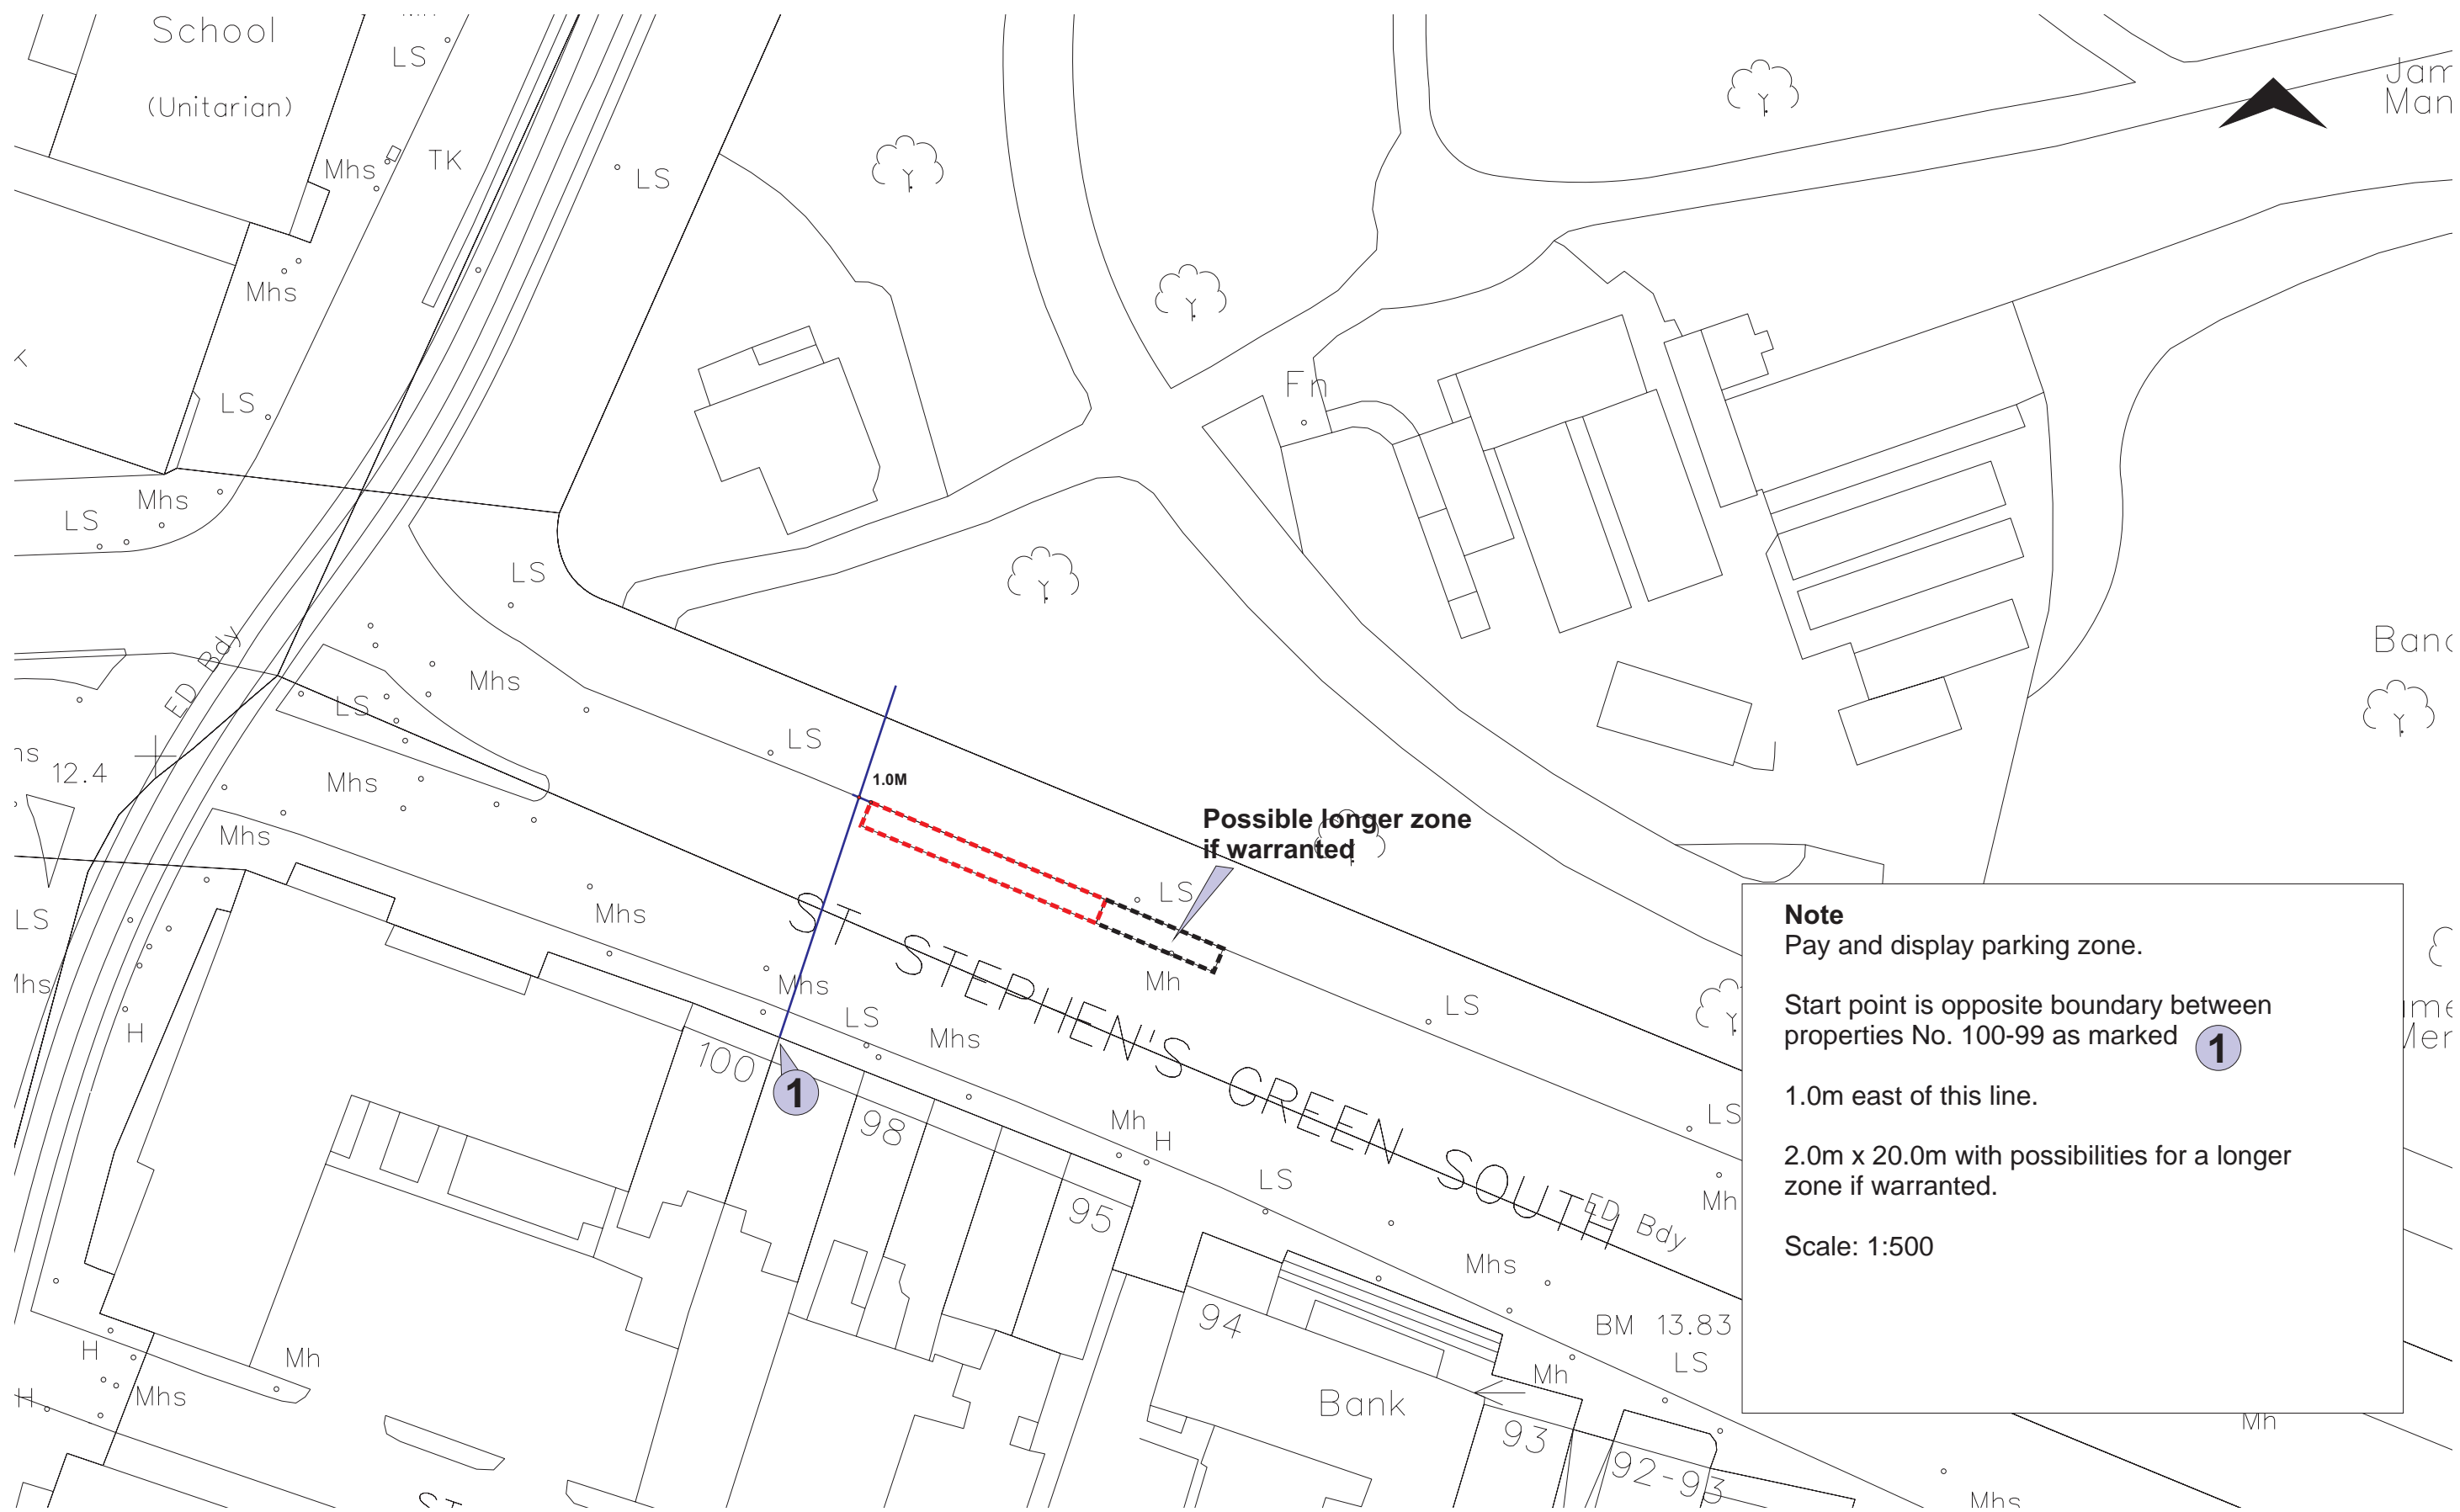 School
LS
(Unitarian)
Mhs
TK
LS
Mhs
LS
Mhs
LS
Fn
LS
ED Bdy
Mhs
LS
LS
12.4
Mhs
1.0M
Mhs
Possible longer zone
if warranted
LS
LS
Mhs
Mhs
Mh
LS
H
LS
Mhs
ST STEPHEN'S GREEN SOUTH
100
1
98
Mh
H
LS
LS
Mh
95
ED Bdy
Mhs
94
BM 13.83
LS
H
Mh
Mhs
H
Bank
Mh
93
92-93
Mh
Mhs
Note
Pay and display parking zone.
Start point is opposite boundary between
properties No. 100-99 as marked 1
1.0m east of this line.
2.0m x 20.0m with possibilities for a longer
zone if warranted.
Scale: 1:500